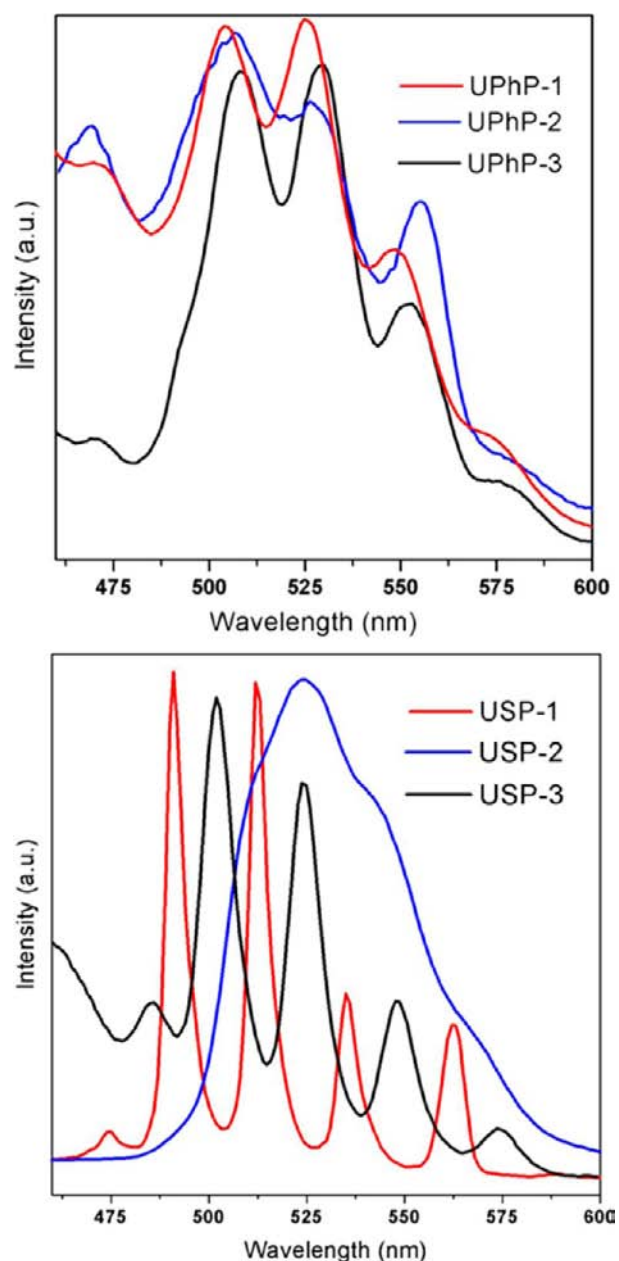 UPhP-1
UPhP-2
UPhP-3
Intensity (a.u.)
475 500 525 550 575 600
Wavelength (nm)
USP-1
USP-2
USP-3
Intensity (a.u.)
475 500 525 550 575 600
Wavelength (nm)